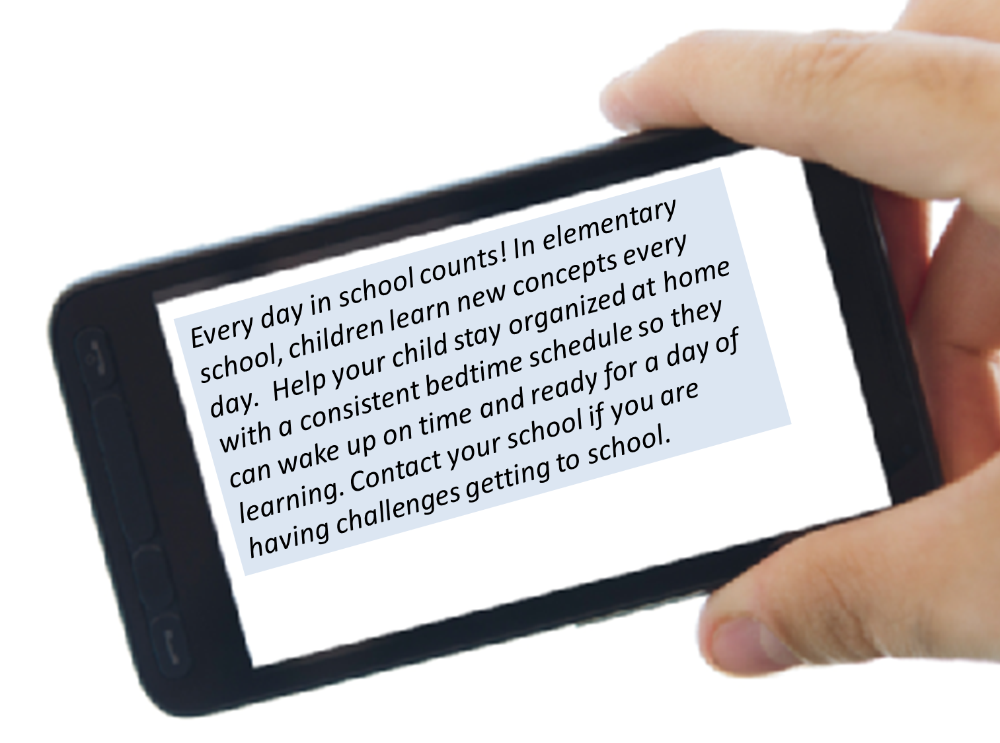 Every day in school counts! In elementary
school, children learn new concepts every
day.  Help your child stay organized at home
with a consistent bedtime schedule so they
can wake up on time and ready for a day of
learning. Contact your school if you are
having challenges getting to school.